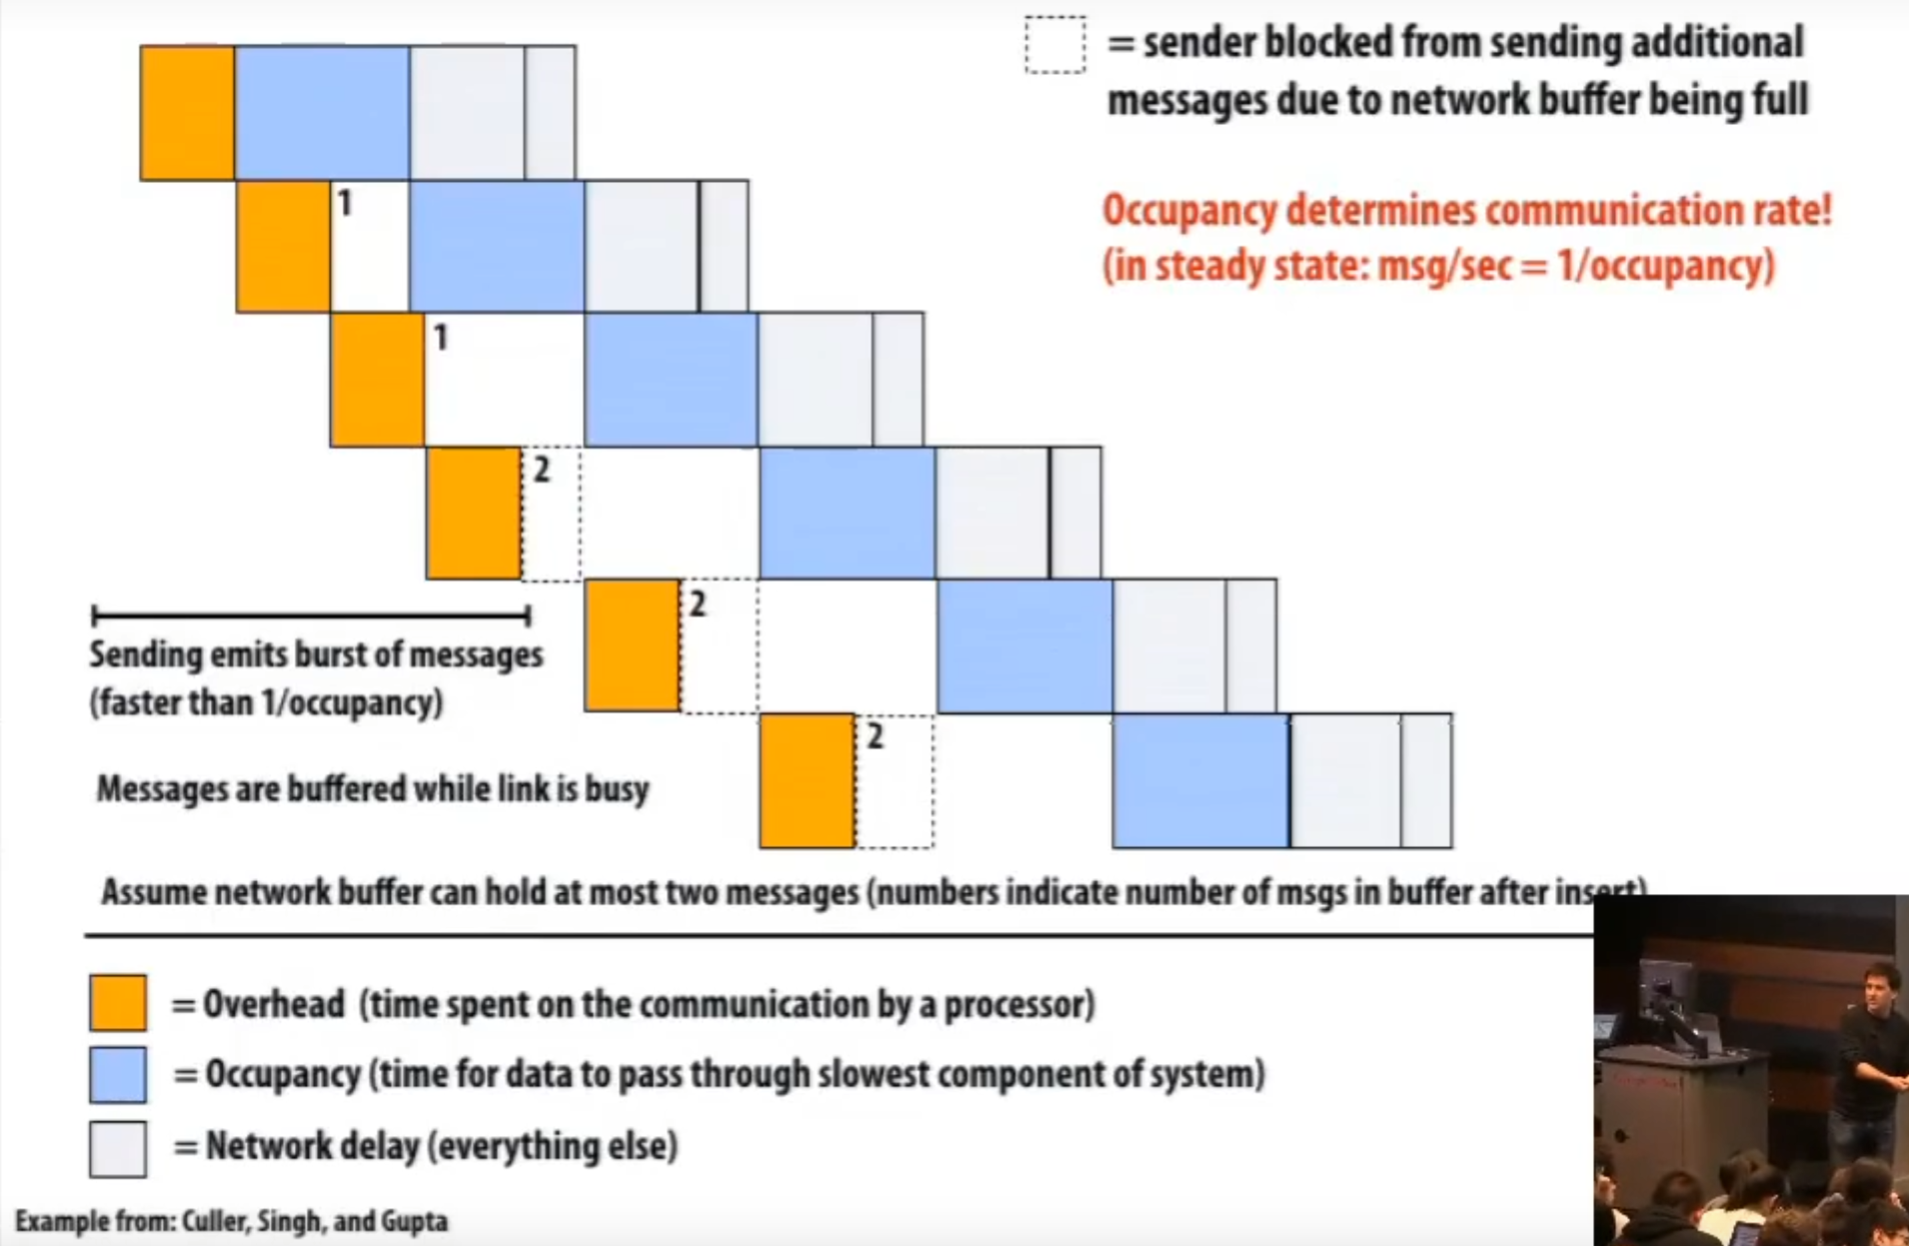 = sender blocked from sending additional
messages due to network buffer being full
Occupancy determines communication rate!
(in steady state: msg/sec = 1/occupancy)
1
1
2
2
2
Sending emits burst of messages
(faster than 1/occupancy)
Messages are buffered while link is busy
Assume network buffer can hold at most two messages (numbers indicate number of msgs in buffer after insert)
= Overhead (time spent on the communication by a processor)
= Occupancy (time for data to pass through slowest component of system)
= Network delay (everything else)
Example from: Culler, Singh, and Gupta